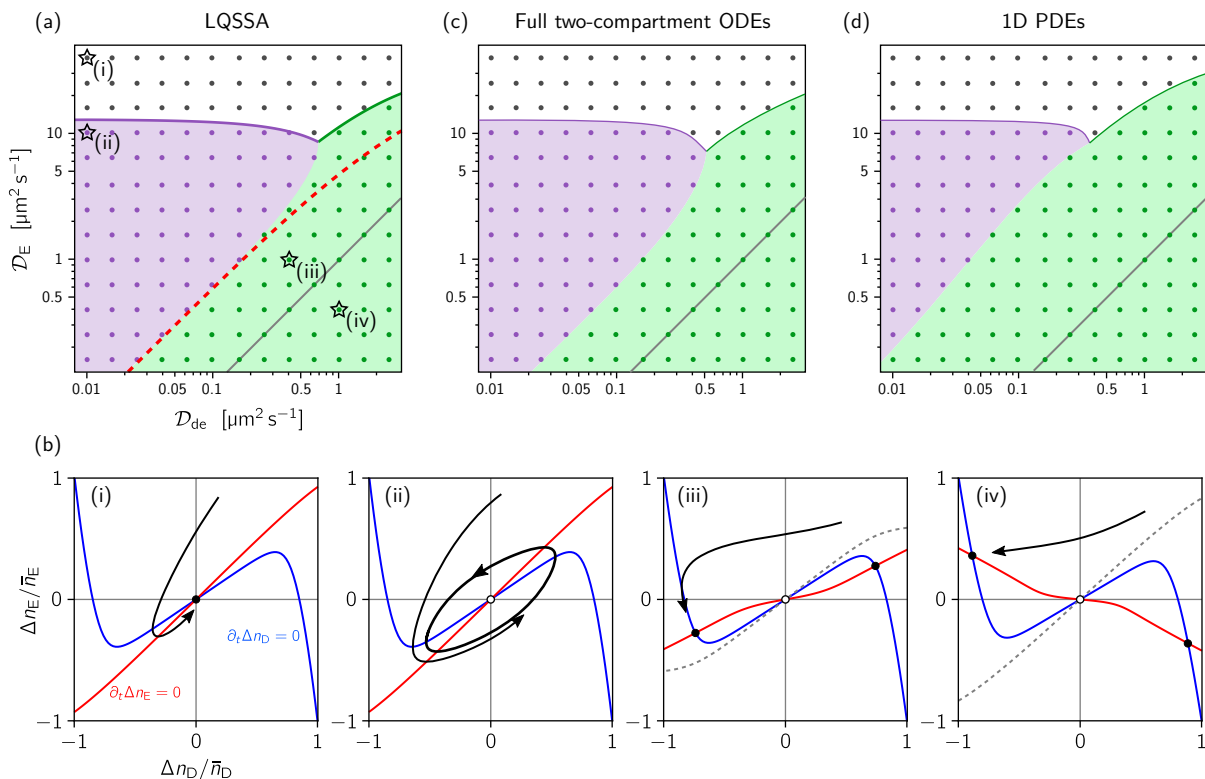 (a) LQSSA
(c) Full two-compartment ODEs
(d) 1D PDEs
10
5
1
0.5
𝒟_E [µm² s⁻¹]
(i)
(ii)
(iii)
(iv)
0.01 0.05 0.1 0.5 1
𝒟_de [µm² s⁻¹]
10
5
1
0.5
0.01 0.05 0.1 0.5 1
10
5
1
0.5
0.01 0.05 0.1 0.5 1
(b)
(i)
1
0
−1
Δn_E/n̄_E
∂_tΔn_D = 0
∂_tΔn_E = 0
−1 0 1
Δn_D/n̄_D
(ii)
1
0
−1
−1 0 1
(iii)
1
0
−1
−1 0 1
(iv)
1
0
−1
−1 0 1